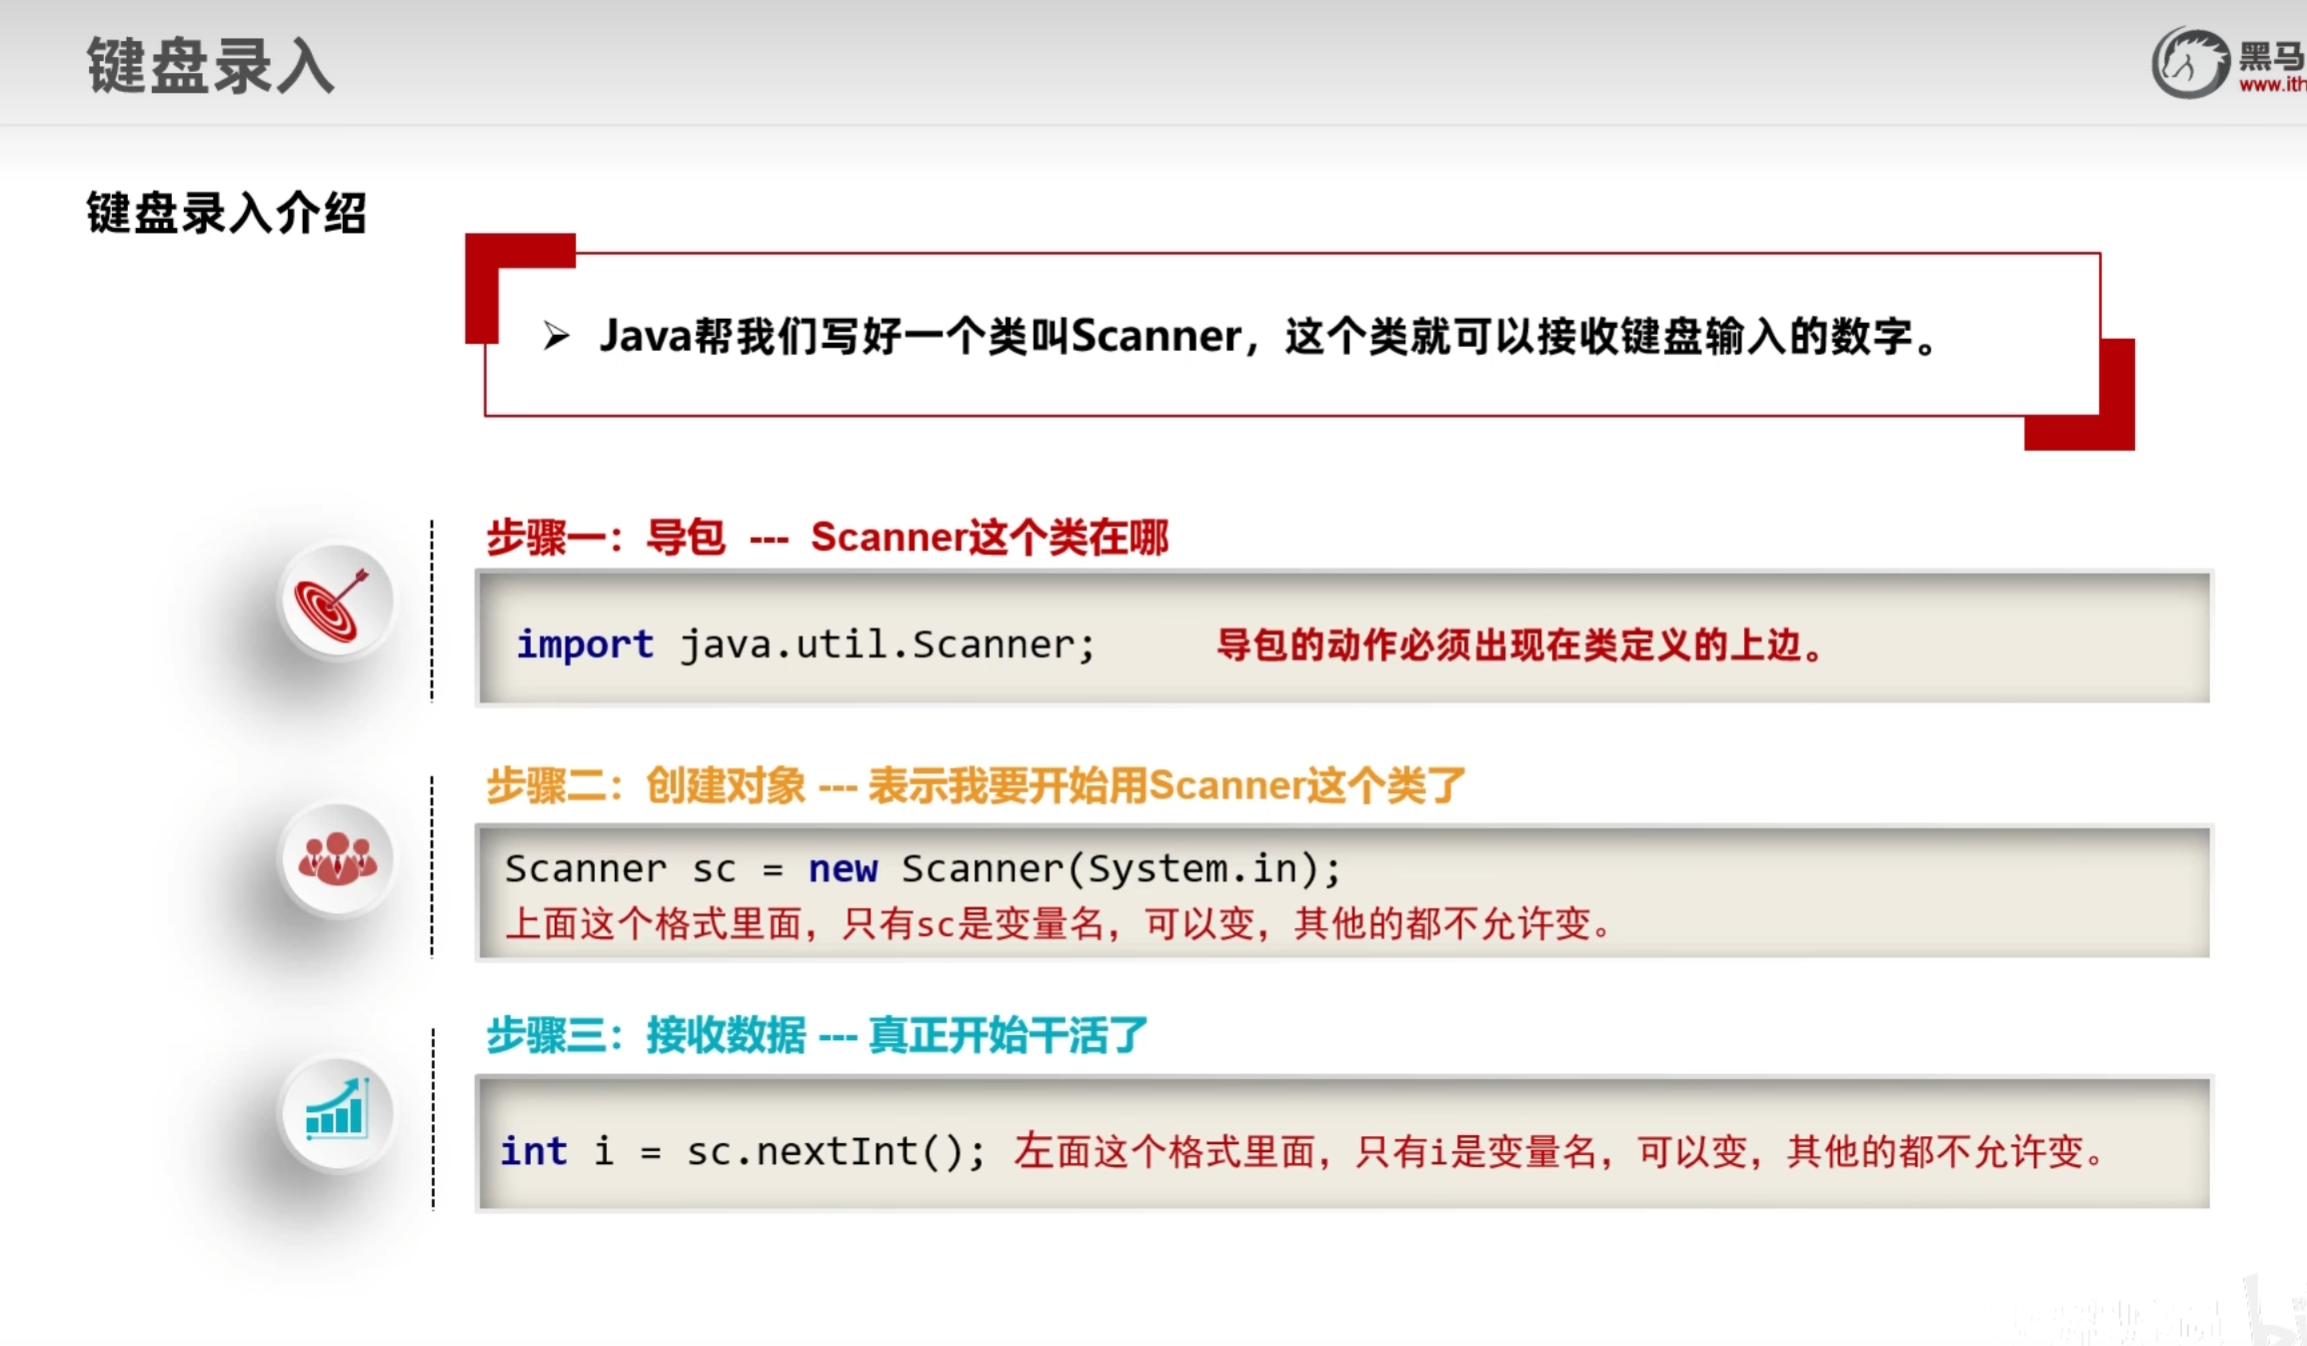 键盘录入
黑马
www.ith
键盘录入介绍
➢ Java帮我们写好一个类叫Scanner，这个类就可以接收键盘输入的数字。
步骤一：导包 --- Scanner这个类在哪
import java.util.Scanner; 导包的动作必须出现在类定义的上边。
步骤二：创建对象 --- 表示我要开始用Scanner这个类了
Scanner sc = new Scanner(System.in);
上面这个格式里面，只有sc是变量名，可以变，其他的都不允许变。
步骤三：接收数据 --- 真正开始干活了
int i = sc.nextInt(); 左面这个格式里面，只有i是变量名，可以变，其他的都不允许变。